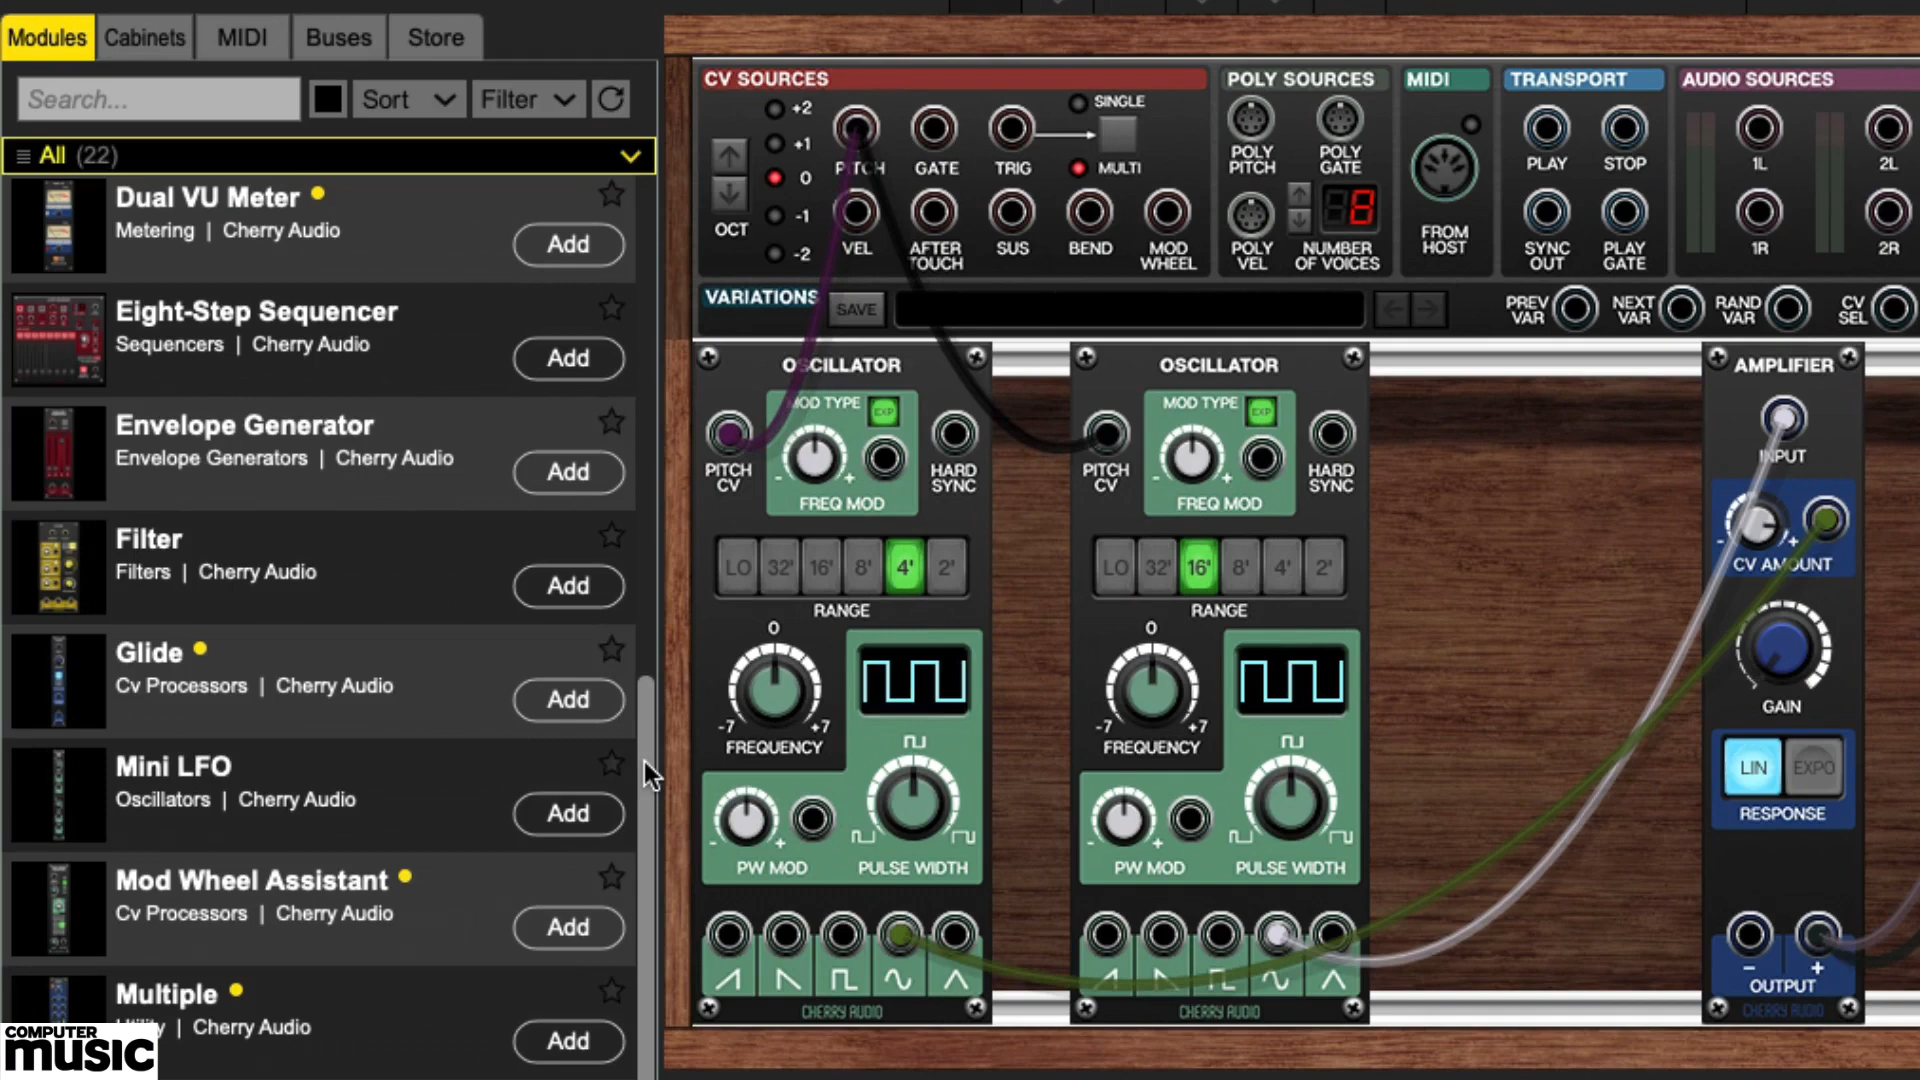 Modules Cabinets MIDI Buses Store
Search... Sort Filter
All (22)
Dual VU Meter
Metering | Cherry Audio
Add
Eight-Step Sequencer
Sequencers | Cherry Audio
Add
Envelope Generator
Envelope Generators | Cherry Audio
Add
Filter
Filters | Cherry Audio
Add
Glide
Cv Processors | Cherry Audio
Add
Mini LFO
Oscillators | Cherry Audio
Add
Mod Wheel Assistant
Cv Processors | Cherry Audio
Add
Multiple
Utility | Cherry Audio
Add
COMPUTER
music
CV SOURCES
+2
+1
0
-1
-2
OCT
PITCH GATE TRIG
SINGLE
MULTI
VEL AFTER TOUCH SUS BEND MOD WHEEL
POLY SOURCES
POLY PITCH POLY GATE
POLY VEL
8
NUMBER OF VOICES
MIDI
FROM HOST
TRANSPORT
PLAY STOP
SYNC OUT PLAY GATE
AUDIO SOURCES
1L 2L
1R 2R
VARIATIONS SAVE
PREV VAR NEXT VAR RAND VAR CV SEL
OSCILLATOR
MOD TYPE EXP
PITCH CV
- +
FREQ MOD
HARD SYNC
LO 32' 16' 8' 4' 2'
RANGE
0
-7 +7
FREQUENCY
- +
PW MOD PULSE WIDTH
CHERRY AUDIO
OSCILLATOR
MOD TYPE EXP
PITCH CV
- +
FREQ MOD
HARD SYNC
LO 32' 16' 8' 4' 2'
RANGE
0
-7 +7
FREQUENCY
- +
PW MOD PULSE WIDTH
CHERRY AUDIO
AMPLIFIER
INPUT
- +
CV AMOUNT
GAIN
LIN EXPO
RESPONSE
- +
OUTPUT
CHERRY AUDIO